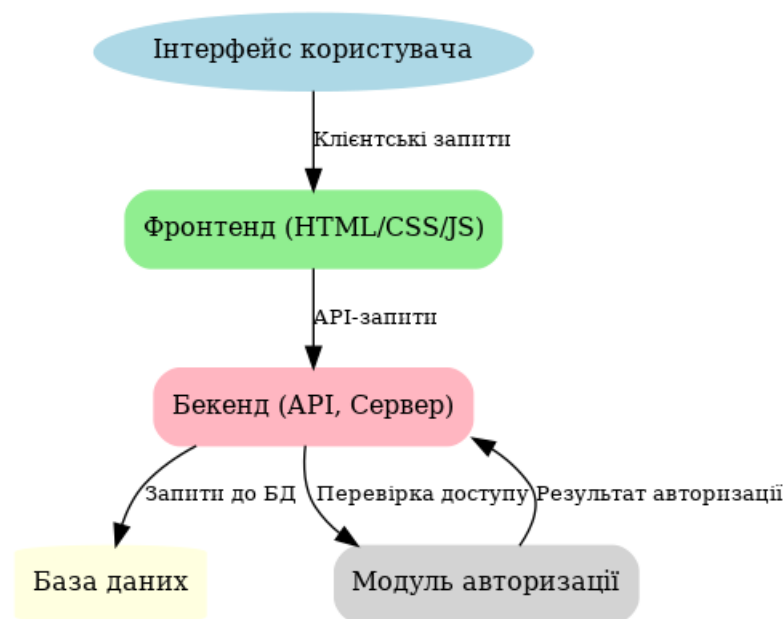 Інтерфейс користувача
Клієнтські запити
Фронтенд (HTML/CSS/JS)
API-запити
Бекенд (API, Сервер)
Запити до БД
Перевірка доступу
Результат авторизації
База даних
Модуль авторизації